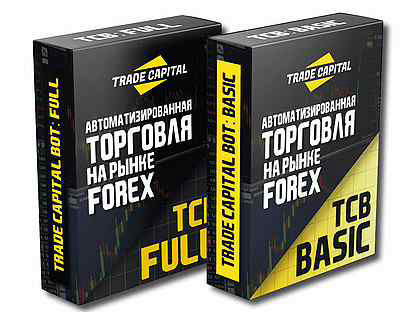 TCB: FULL
TRADE CAPITAL BOT: FULL
TRADE CAPITAL
АВТОМАТИЗИРОВАННАЯ
ТОРГОВЛЯ
НА РЫНКЕ
FOREX
TCB
FULL
TCB: BASIC
TRADE CAPITAL BOT: BASIC
TRADE CAPITAL
АВТОМАТИЗИРОВАННАЯ
ТОРГОВЛЯ
НА РЫНКЕ
FOREX
TCB
BASIC